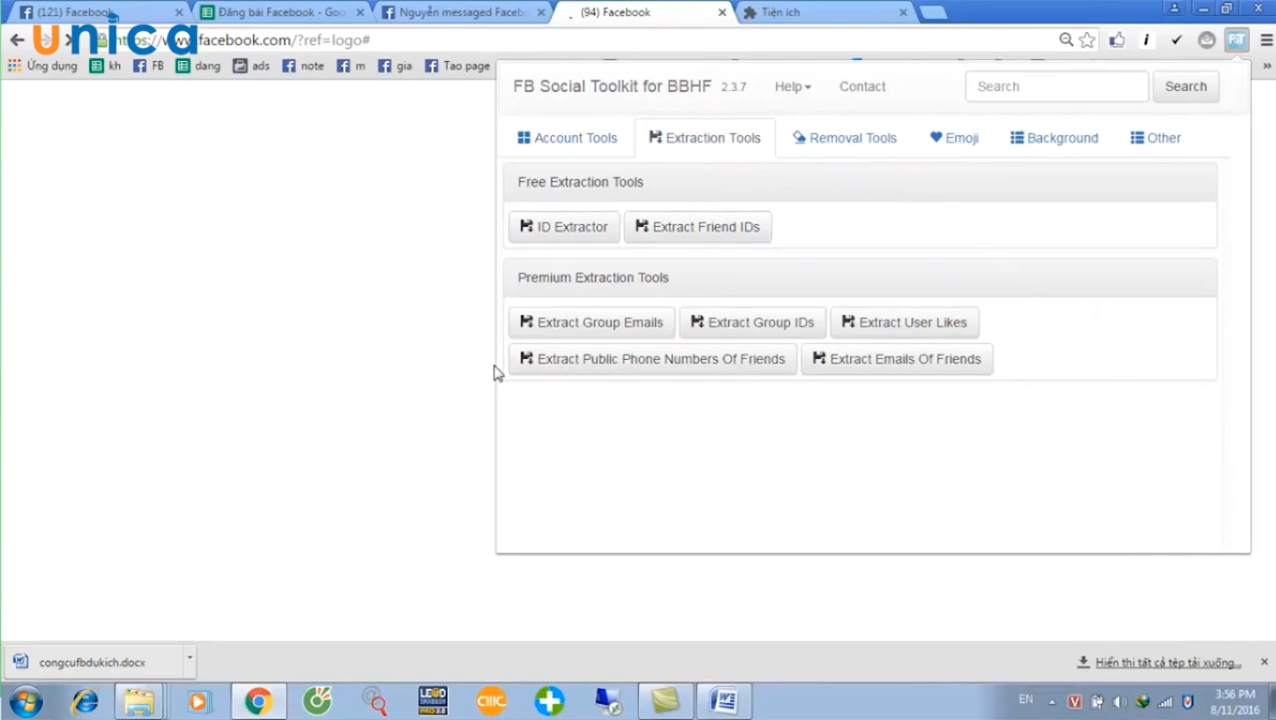 (121) Facebook
Đăng bài Facebook - Goo
Nguyễn messaged Faceb
(94) Facebook
Tiện ích
unica
https://www.facebook.com/?ref=logo#
Ứng dụng
kh
FB
dang
ads
note
m
gia
Tao page
FB Social Toolkit for BBHF 2.3.7
Help
Contact
Search
Search
Account Tools
Extraction Tools
Removal Tools
Emoji
Background
Other
Free Extraction Tools
ID Extractor
Extract Friend IDs
Premium Extraction Tools
Extract Group Emails
Extract Group IDs
Extract User Likes
Extract Public Phone Numbers Of Friends
Extract Emails Of Friends
congcufbdukich.docx
Hiển thị tất cả tệp tải xuống...
EN
3:56 PM
8/11/2016